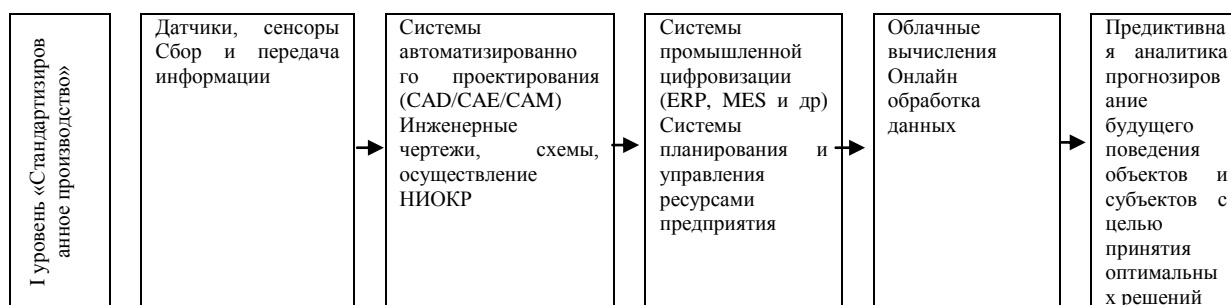 I уровень «Стандартизиров
анное производство»
Датчики, сенсоры
Сбор и передача
информации
Системы
автоматизированно
го проектирования
(CAD/CAE/CAM)
Инженерные
чертежи, схемы,
осуществление
НИОКР
Системы
промышленной
цифровизации
(ERP, MES и др)
Системы
планирования и
управления
ресурсами
предприятия
Облачные
вычисления
Онлайн
обработка
данных
Предиктивна
я аналитика
прогнозиров
ание
будущего
поведения
объектов и
субъектов с
целью
принятия
оптимальны
х решений